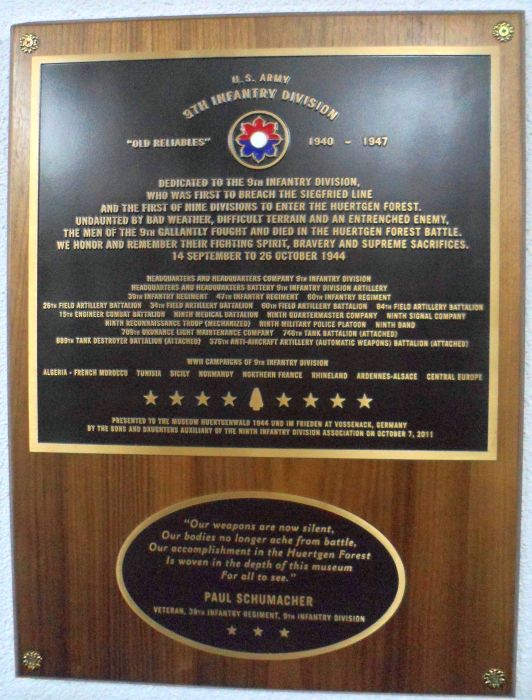 U.S. ARMY
9TH INFANTRY DIVISION
"OLD RELIABLES" 1940 - 1947
DEDICATED TO THE 9TH INFANTRY DIVISION,
WHO WAS FIRST TO BREACH THE SIEGFRIED LINE
AND THE FIRST OF NINE DIVISIONS TO ENTER THE HUERTGEN FOREST.
UNDAUNTED BY BAD WEATHER, DIFFICULT TERRAIN AND AN ENTRENCHED ENEMY,
THE MEN OF THE 9TH GALLANTLY FOUGHT AND DIED IN THE HUERTGEN FOREST BATTLE.
WE HONOR AND REMEMBER THEIR FIGHTING SPIRIT, BRAVERY AND SUPREME SACRIFICES.
14 SEPTEMBER TO 26 OCTOBER 1944
HEADQUARTERS AND HEADQUARTERS COMPANY 9TH INFANTRY DIVISION
HEADQUARTERS AND HEADQUARTERS BATTERY 9TH INFANTRY DIVISION ARTILLERY
39TH INFANTRY REGIMENT 47TH INFANTRY REGIMENT 60TH INFANTRY REGIMENT
26TH FIELD ARTILLERY BATTALION 34TH FIELD ARTILLERY BATTALION 60TH FIELD ARTILLERY BATTALION 84TH FIELD ARTILLERY BATTALION
15TH ENGINEER COMBAT BATTALION NINTH MEDICAL BATTALION NINTH QUARTERMASTER COMPANY NINTH SIGNAL COMPANY
NINTH RECONNAISSANCE TROOP (MECHANIZED) NINTH MILITARY POLICE PLATOON NINTH BAND
709TH ORDNANCE LIGHT MAINTENANCE COMPANY 746TH TANK BATTALION (ATTACHED)
899TH TANK DESTROYER BATTALION (ATTACHED) 376TH ANTI-AIRCRAFT ARTILLERY (AUTOMATIC WEAPONS) BATTALION (ATTACHED)
WWII CAMPAIGNS OF 9TH INFANTRY DIVISION
ALGERIA - FRENCH MOROCCO TUNISIA SICILY NORMANDY NORTHERN FRANCE RHINELAND ARDENNES-ALSACE CENTRAL EUROPE
PRESENTED TO THE MUSEUM HUERTGENWALD 1944 UND IM FRIEDEN AT VOSSENACK, GERMANY
BY THE SONS AND DAUGHTERS AUXILIARY OF THE NINTH INFANTRY DIVISION ASSOCIATION ON OCTOBER 7, 2011
"Our weapons are now silent,
Our bodies no longer ache from battle,
Our accomplishment in the Huertgen Forest
Is woven in the depth of this museum
For all to see."
PAUL SCHUMACHER
VETERAN, 39TH INFANTRY REGIMENT, 9TH INFANTRY DIVISION